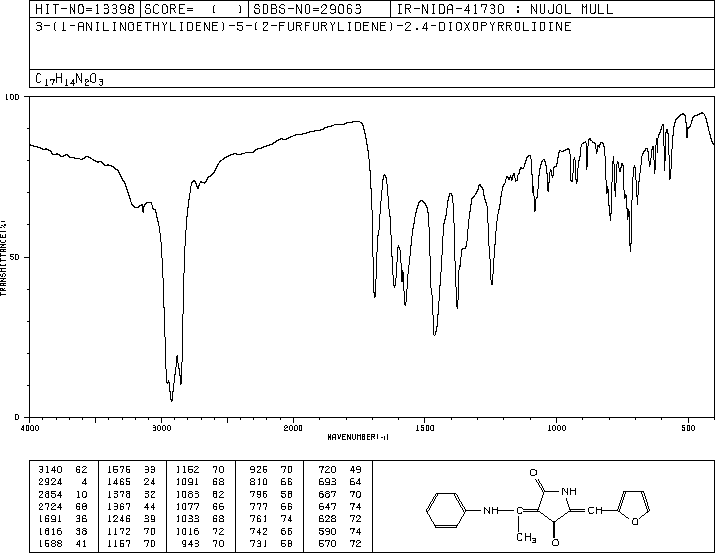 HIT-NO=13398 SCORE= ( ) SDBS-NO=29063 IR-NIDA-41730 : NUJOL MULL
3-(1-ANILINOETHYLIDENE)-5-(2-FURFURYLIDENE)-2,4-DIOXOPYRROLIDINE
C17H14N2O3
100
50
0
TRANSMITTANCE(%)
4000 3000 2000 1500 1000 500
WAVENUMBER(-1)
3140 62 1576 39 1162 70 926 70 720 49
2924 4 1465 24 1091 68 810 66 693 64
2854 10 1378 32 1083 62 796 58 687 70
2724 68 1367 44 1077 66 777 66 647 74
1691 36 1246 39 1033 68 761 74 628 72
1616 38 1172 70 1016 72 742 66 590 74
1588 41 1167 70 943 70 731 58 570 72
O
NH
NH
CH
O
CH3
O